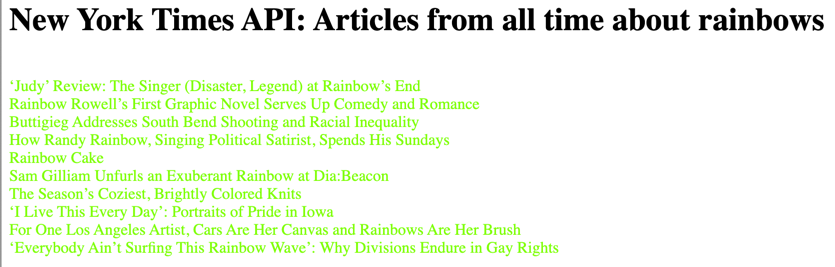 New York Times API: Articles from all time about rainbows
‘Judy’ Review: The Singer (Disaster, Legend) at Rainbow’s End
Rainbow Rowell’s First Graphic Novel Serves Up Comedy and Romance
Buttigieg Addresses South Bend Shooting and Racial Inequality
How Randy Rainbow, Singing Political Satirist, Spends His Sundays
Rainbow Cake
Sam Gilliam Unfurls an Exuberant Rainbow at Dia:Beacon
The Season’s Coziest, Brightly Colored Knits
‘I Live This Every Day’: Portraits of Pride in Iowa
For One Los Angeles Artist, Cars Are Her Canvas and Rainbows Are Her Brush
‘Everybody Ain’t Surfing This Rainbow Wave’: Why Divisions Endure in Gay Rights